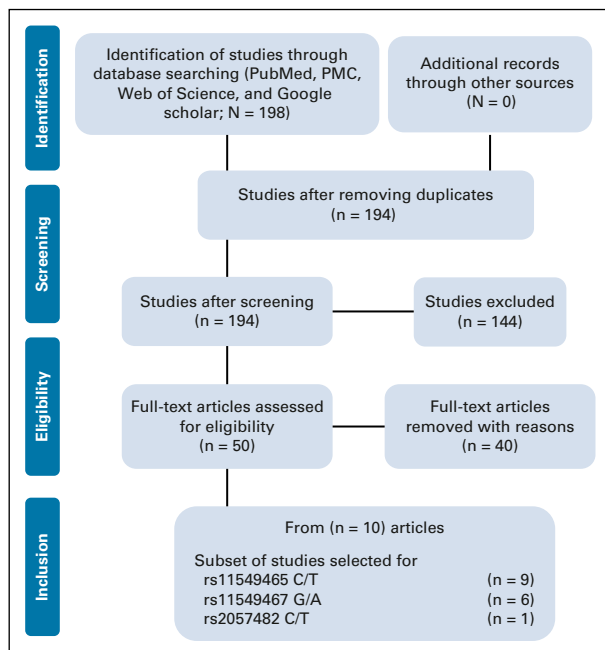 Identification
Identification of studies through
database searching (PubMed, PMC,
Web of Science, and Google
scholar; N = 198)
Additional records
through other sources
(N = 0)
Screening
Studies after removing duplicates
(n = 194)
Studies after screening
(n = 194)
Studies excluded
(n = 144)
Eligibility
Full-text articles assessed
for eligibility
(n = 50)
Full-text articles
removed with reasons
(n = 40)
Inclusion
From (n = 10) articles
Subset of studies selected for
rs11549465 C/T (n = 9)
rs11549467 G/A (n = 6)
rs2057482 C/T (n = 1)